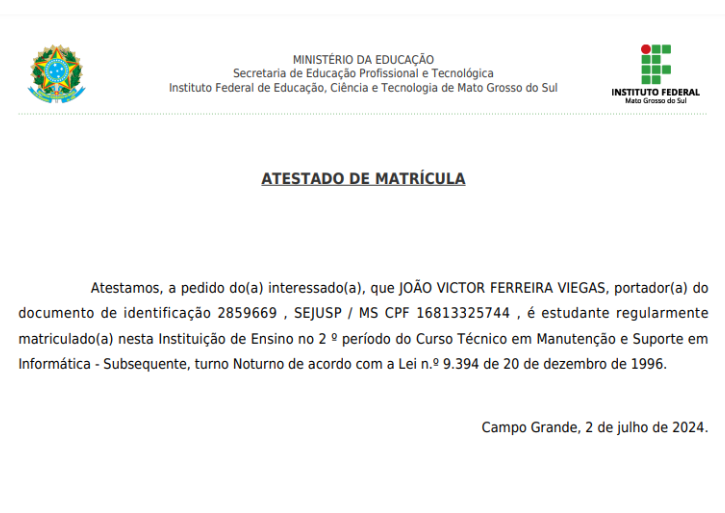 MINISTÉRIO DA EDUCAÇÃO
Secretaria de Educação Profissional e Tecnológica
Instituto Federal de Educação, Ciência e Tecnologia de Mato Grosso do Sul
INSTITUTO FEDERAL
Mato Grosso do Sul
ATESTADO DE MATRÍCULA
Atestamos, a pedido do(a) interessado(a), que JOÃO VICTOR FERREIRA VIEGAS, portador(a) do
documento de identificação 2859669 , SEJUSP / MS CPF 16813325744 , é estudante regularmente
matriculado(a) nesta Instituição de Ensino no 2 º período do Curso Técnico em Manutenção e Suporte em
Informática - Subsequente, turno Noturno de acordo com a Lei n.º 9.394 de 20 de dezembro de 1996.
Campo Grande, 2 de julho de 2024.